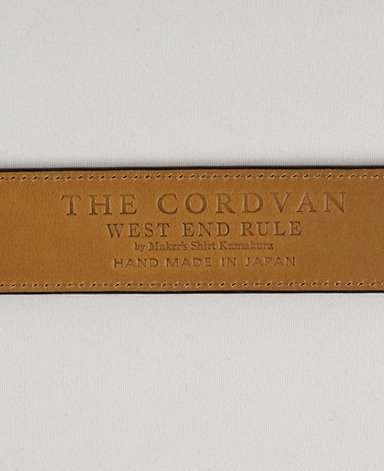 THE CORDVAN
WEST END RULE
by Maker's Shirt Kamakura
HAND MADE IN JAPAN